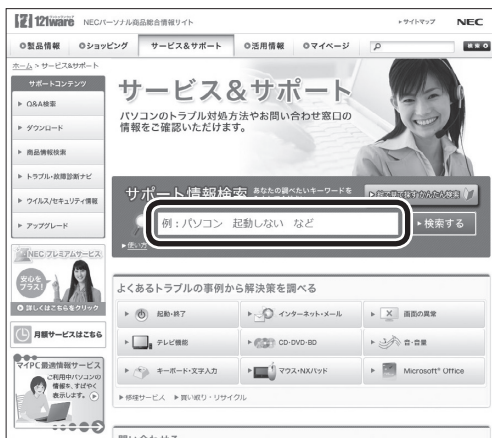 121ware NECパーソナル商品総合情報サイト
サイトマップ NEC
製品情報 ショッピング サービス&サポート 活用情報 マイページ 検索
ホーム > サービス&サポート
サポートコンテンツ
Q&A検索
ダウンロード
商品情報検索
トラブル・故障診断ナビ
ウイルス/セキュリティ情報
アップグレード
NEC プレミアムサービス
安心を
プラス!
詳しくはこちらをクリック
月額サービスはこちら
マイPC最適情報サービス
ご利用中パソコンの
情報を、すばやく
表示します。
サービス&サポート
パソコンのトラブル対処方法やお問い合わせ窓口の
情報をご確認いただけます。
サポート情報検索 あなたの調べたいキーワードを
例:パソコン 起動しない など
検索する
使い方
よくあるトラブルの事例から解決策を調べる
起動・終了 インターネット・メール 画面の異常
テレビ機能 CD・DVD・BD 音・音量
キーボード・文字入力 マウス・NXパッド Microsoft® Office
修理サービス 買い取り・リサイクル